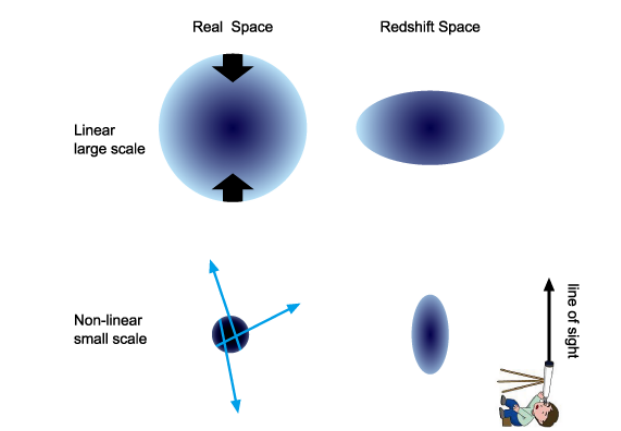 Real Space
Redshift Space
Linear
large scale
Non-linear
small scale
line of sight